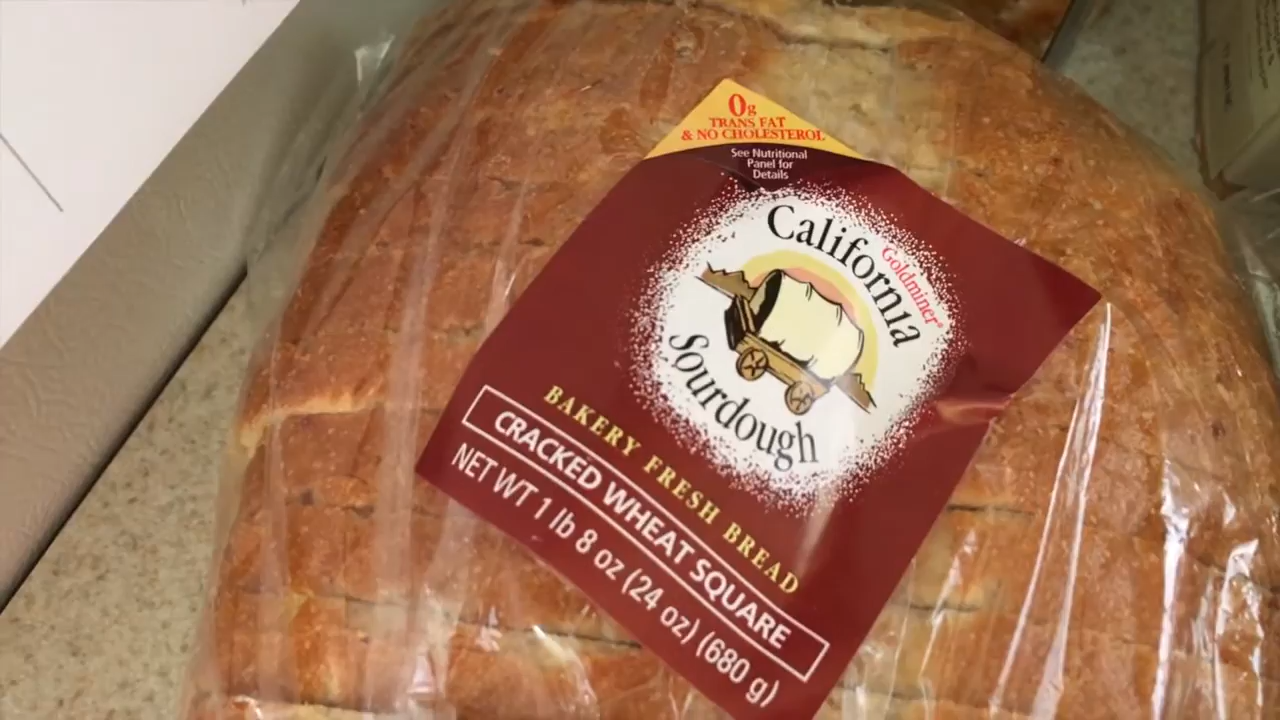 0g
TRANS FAT
& NO CHOLESTEROL
See Nutritional
Panel for
Details
California
Goldminer®
Sourdough
BAKERY FRESH BREAD
CRACKED WHEAT SQUARE
NET WT 1 lb 8 oz (24 oz) (680 g)